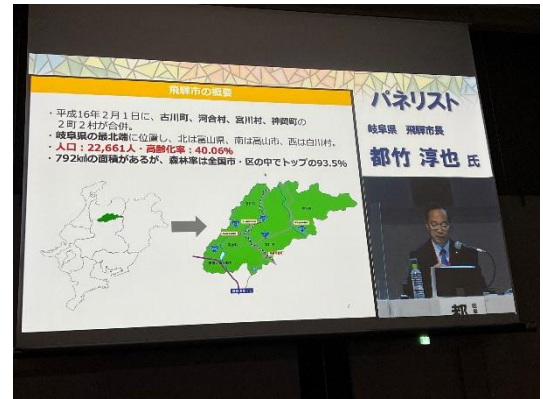 飛騨市の概要
・平成16年２月１日に、古川町、河合村、宮川村、神岡町の
２町２村が合併。
・岐阜県の最北端に位置し、北は富山県、南は高山市、西は白川村。
・人口：22,661人・高齢化率：40.06%
・792㎢の面積があるが、森林率は全国市・区の中でトップの93.5%
パネリスト
岐阜県 飛騨市長
都竹 淳也 氏